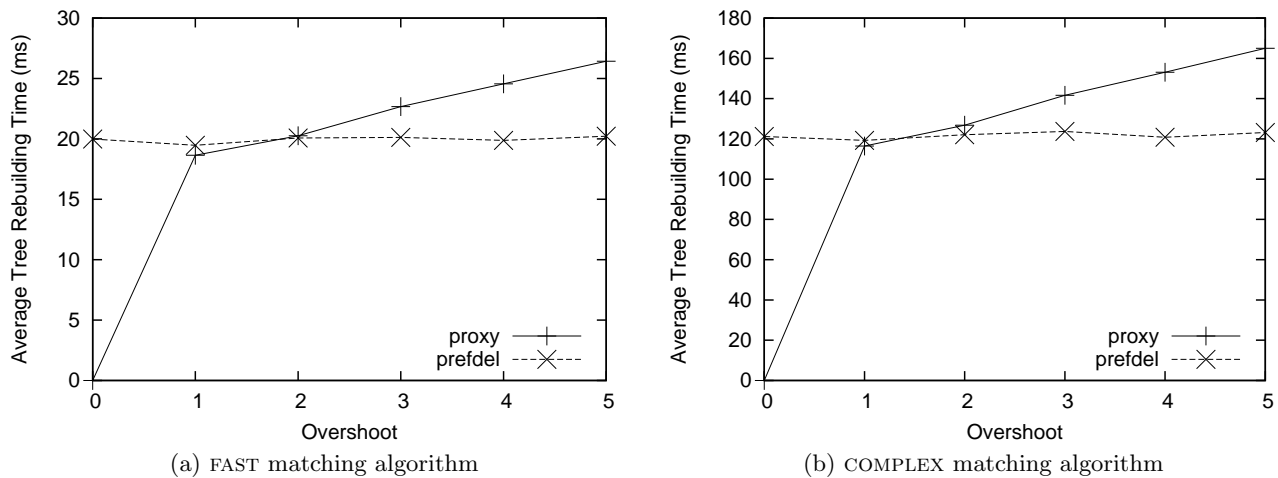 Average Tree Rebuilding Time (ms)
30
25
20
15
10
5
0
0 1 2 3 4 5
Overshoot
proxy
prefdel
(a) FAST matching algorithm
Average Tree Rebuilding Time (ms)
180
160
140
120
100
80
60
40
20
0
0 1 2 3 4 5
Overshoot
proxy
prefdel
(b) COMPLEX matching algorithm